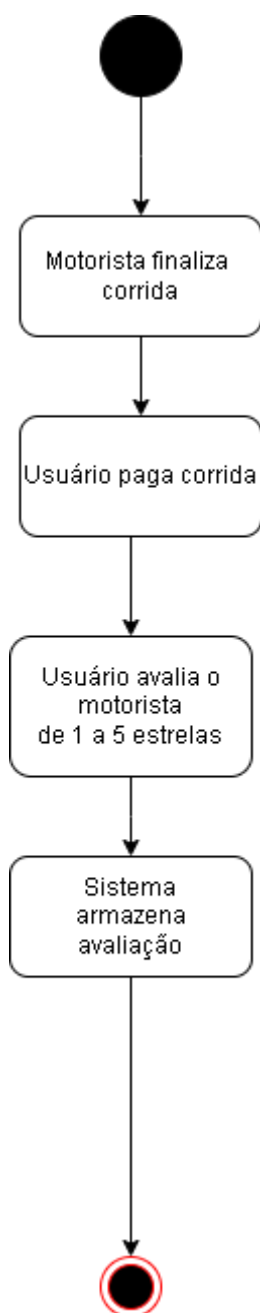 Motorista finaliza
corrida
Usuário paga corrida
Usuário avalia o
motorista
de 1 a 5 estrelas
Sistema
armazena
avaliação